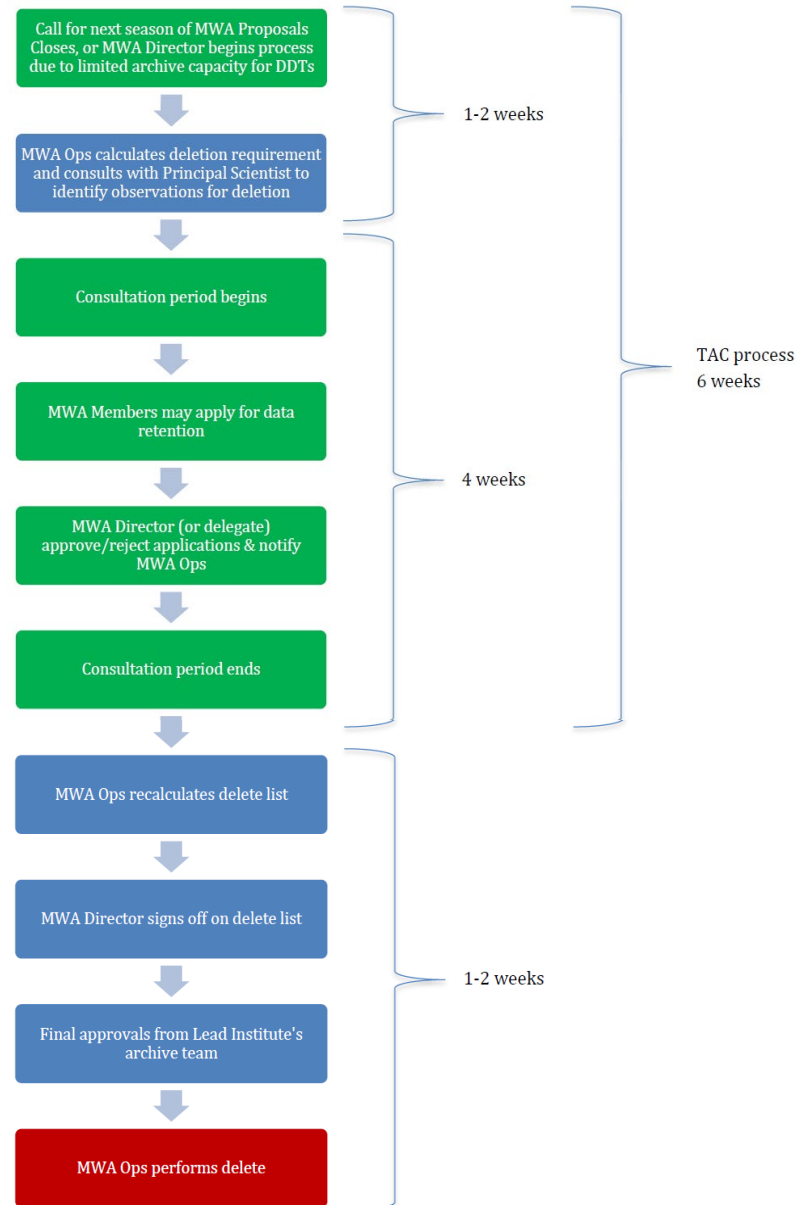 Call for next season of MWA Proposals
Closes, or MWA Director begins process
due to limited archive capacity for DDTs
1-2 weeks
MWA Ops calculates deletion requirement
and consults with Principal Scientist to
identify observations for deletion
Consultation period begins
TAC process
6 weeks
MWA Members may apply for data
retention
4 weeks
MWA Director (or delegate)
approve/reject applications & notify
MWA Ops
Consultation period ends
MWA Ops recalculates delete list
MWA Director signs off on delete list
1-2 weeks
Final approvals from Lead Institute's
archive team
MWA Ops performs delete